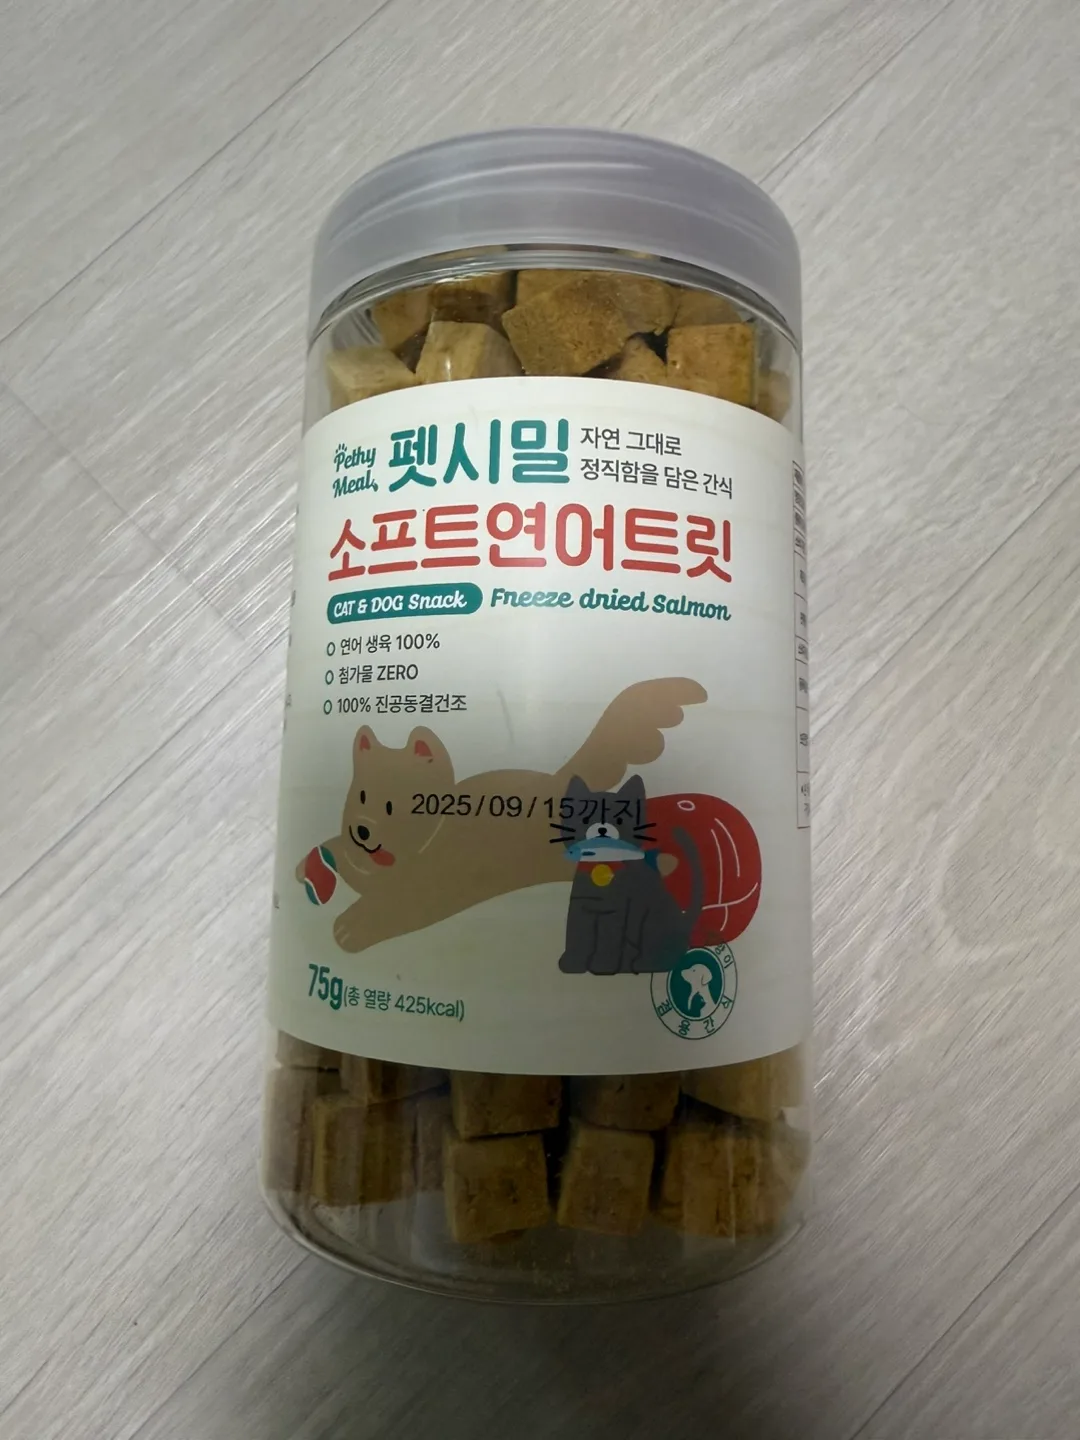 Pethy
Meal
펫시밀
자연 그대로
정직함을 담은 간식
소프트연어트릿
CAT & DOG Snack
Freeze dried Salmon
연어 생육 100%
첨가물 ZERO
100% 진공동결건조
2025/09/15까지
75g(총 열량 425kcal)
용간식